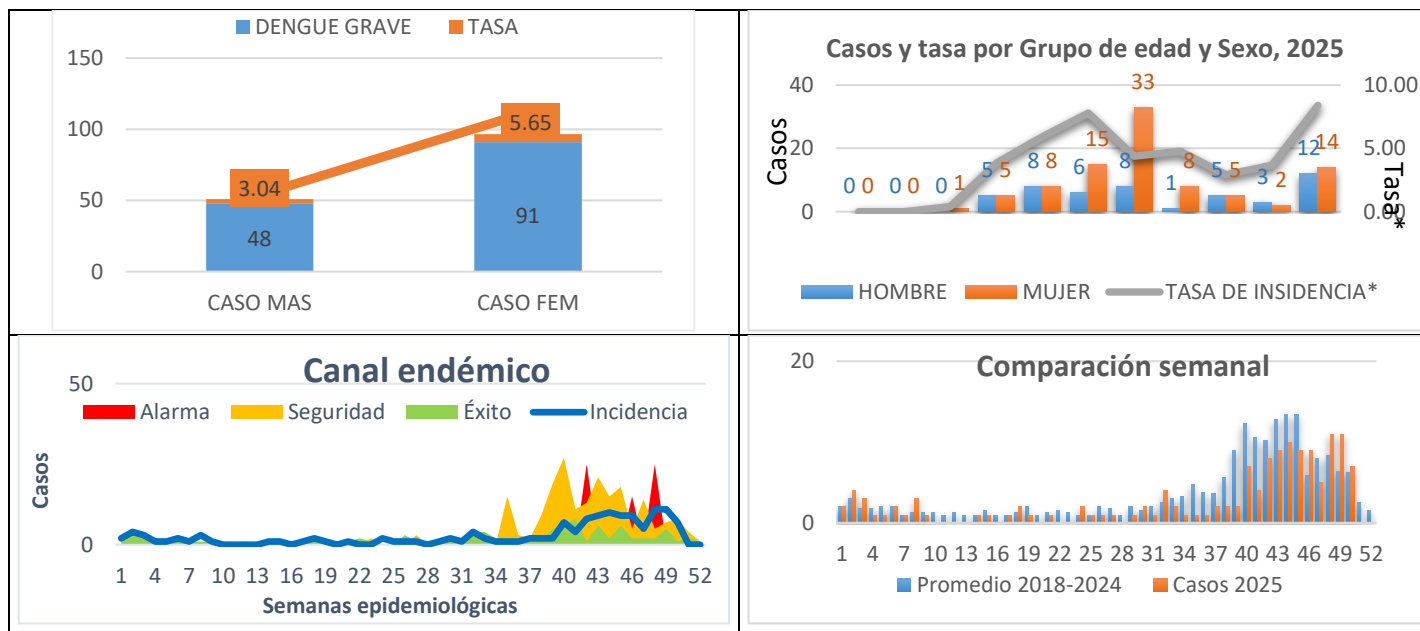 DENGUE GRAVE TASA
150
100
50
0
3.04
48
5.65
91
CASO MAS CASO FEM
Casos y tasa por Grupo de edad y Sexo, 2025
40
20
0
Casos
10.00
5.00
0.00
Tasa*
0 0 0 0 0 1 5 5 8 8 6 15 8 33 1 8 5 5 3 2 12 14
HOMBRE MUJER TASA DE INSIDENCIA*
Canal endémico
50
0
Alarma Seguridad Éxito Incidencia
Casos
1 4 7 10 13 16 19 22 25 28 31 34 37 40 43 46 49 52
Semanas epidemiológicas
Comparación semanal
20
0
1 4 7 10 13 16 19 22 25 28 31 34 37 40 43 46 49 52
Promedio 2018-2024 Casos 2025